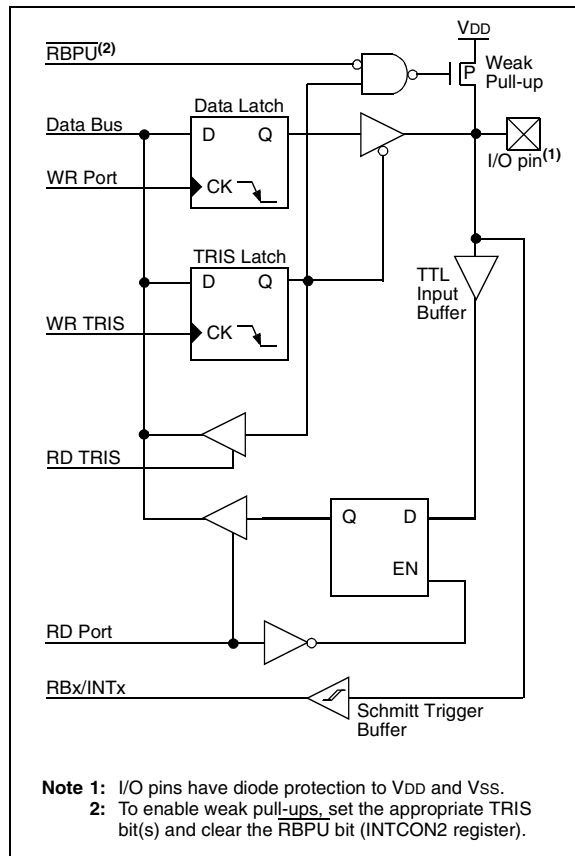 VDD
RBPU(2)
P
Weak
Pull-up
Data Latch
Data Bus
D
Q
I/O pin(1)
WR Port
CK
TRIS Latch
D
Q
TTL
Input
Buffer
WR TRIS
CK
RD TRIS
Q
D
EN
RD Port
RBx/INTx
Schmitt Trigger
Buffer
Note 1: I/O pins have diode protection to VDD and VSS.
2: To enable weak pull-ups, set the appropriate TRIS
bit(s) and clear the RBPU bit (INTCON2 register).